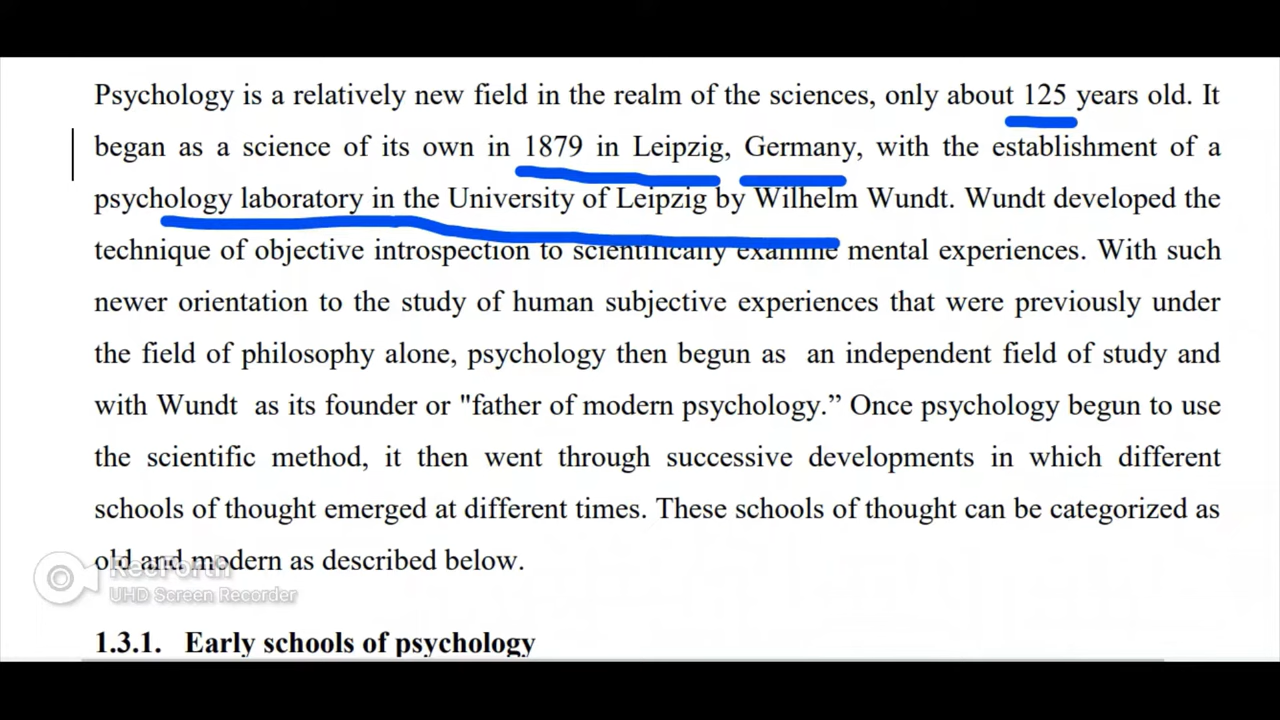 Psychology is a relatively new field in the realm of the sciences, only about 125 years old. It
began as a science of its own in 1879 in Leipzig, Germany, with the establishment of a
psychology laboratory in the University of Leipzig by Wilhelm Wundt. Wundt developed the
technique of objective introspection to scientifically examine mental experiences. With such
newer orientation to the study of human subjective experiences that were previously under
the field of philosophy alone, psychology then begun as an independent field of study and
with Wundt as its founder or "father of modern psychology.” Once psychology begun to use
the scientific method, it then went through successive developments in which different
schools of thought emerged at different times. These schools of thought can be categorized as
old and modern as described below.
RecForth
UHD Screen Recorder
1.3.1. Early schools of psychology